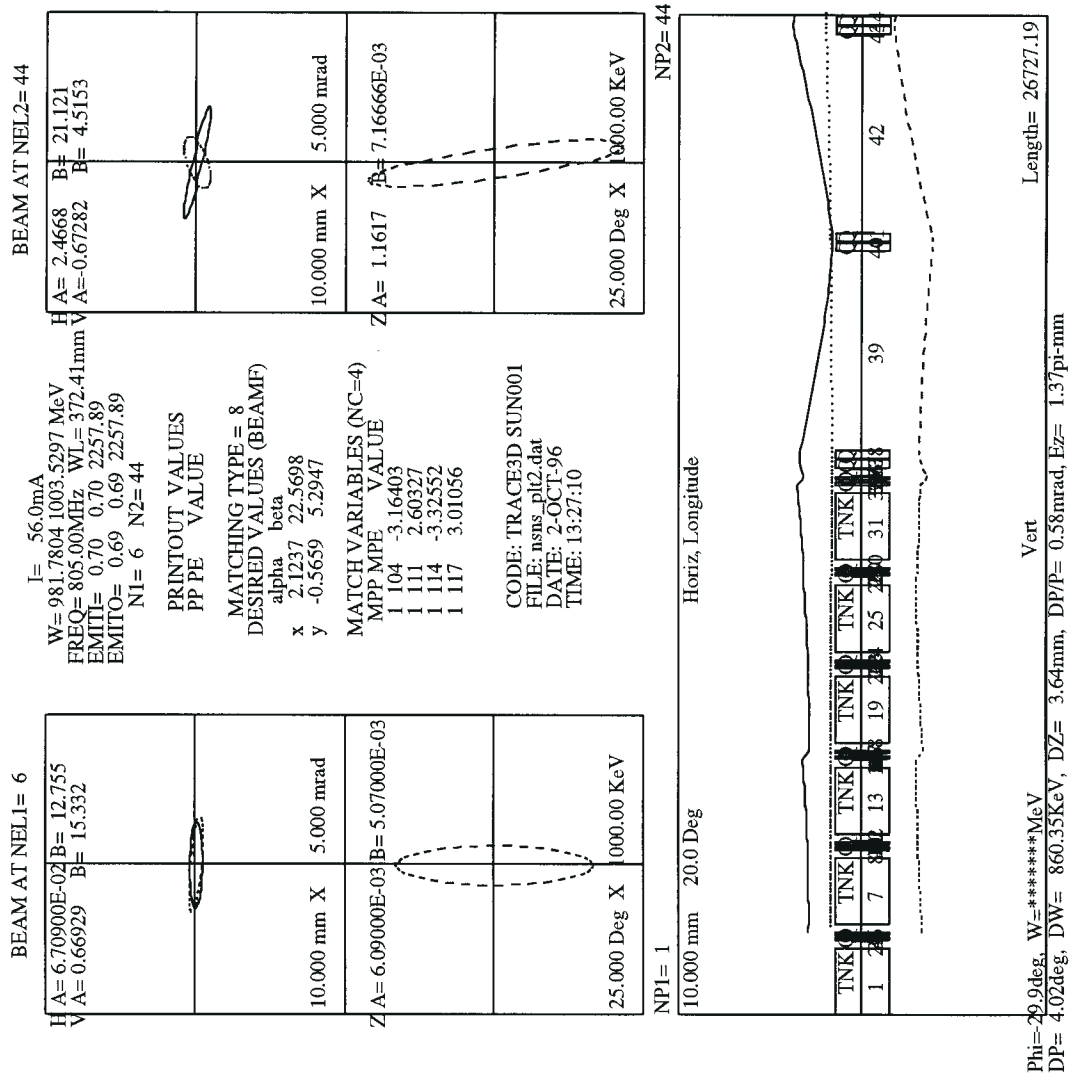 BEAM AT NEL1= 6
H A= 6.70900E-02 B= 12.755
V A= 0.66929 B= 15.332
10.000 mm X 5.000 mrad
Z A= 6.09000E-03 B= 5.07000E-03
25.000 Deg X 1000.00 KeV
I= 56.0mA
W= 981.7804 1003.5297 MeV
FREQ= 805.00MHz WL= 372.41mm
EMITI= 0.70 0.70 2257.89
EMITO= 0.69 0.69 2257.89
N1= 6 N2= 44
PRINTOUT VALUES
PP PE VALUE
MATCHING TYPE = 8
DESIRED VALUES (BEAMF)
alpha beta
x 2.1237 22.5698
y -0.5659 5.2947
MATCH VARIABLES (NC=4)
MPP MPE VALUE
1 104 -3.16403
1 111 2.60327
1 114 -3.32552
1 117 3.01056
CODE: TRACE3D SUN001
FILE: nsns_plt2.dat
DATE: 2-OCT-96
TIME: 13:27:10
BEAM AT NEL2= 44
H A= 2.4668 B= 21.121
V A=-0.67282 B= 4.5153
10.000 mm X 5.000 mrad
Z A= 1.1617 B= 7.16666E-03
25.000 Deg X 1000.00 KeV
NP1= 1 NP2= 44
10.000 mm 20.0 Deg Horiz, Longitude
TNK TNK TNK TNK TNK TNK
1 7 13 19 25 31 39 42
Vert Length= 26727.19
Phi=-29.9deg, W=*******MeV
DP= 4.02deg, DW= 860.35KeV, DZ= 3.64mm, DP/P= 0.58mrad, Ez= 1.37pi-mm